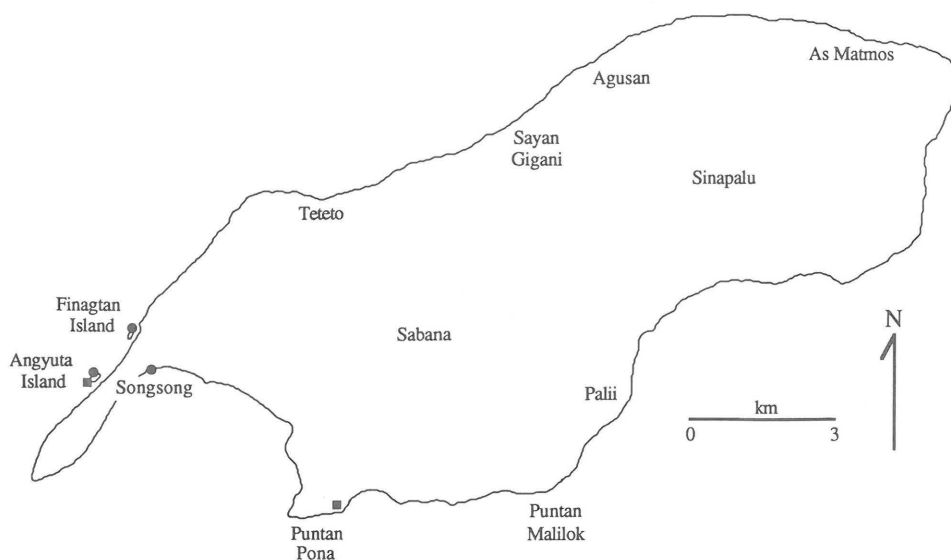 As Matmos
Agusan
Sayan
Gigani
Sinapalu
Teteto
Finagtan
Island
Sabana
N
Angyuta
Island
Songsong
Palii
km
0 3
Puntan
Malilok
Puntan
Pona